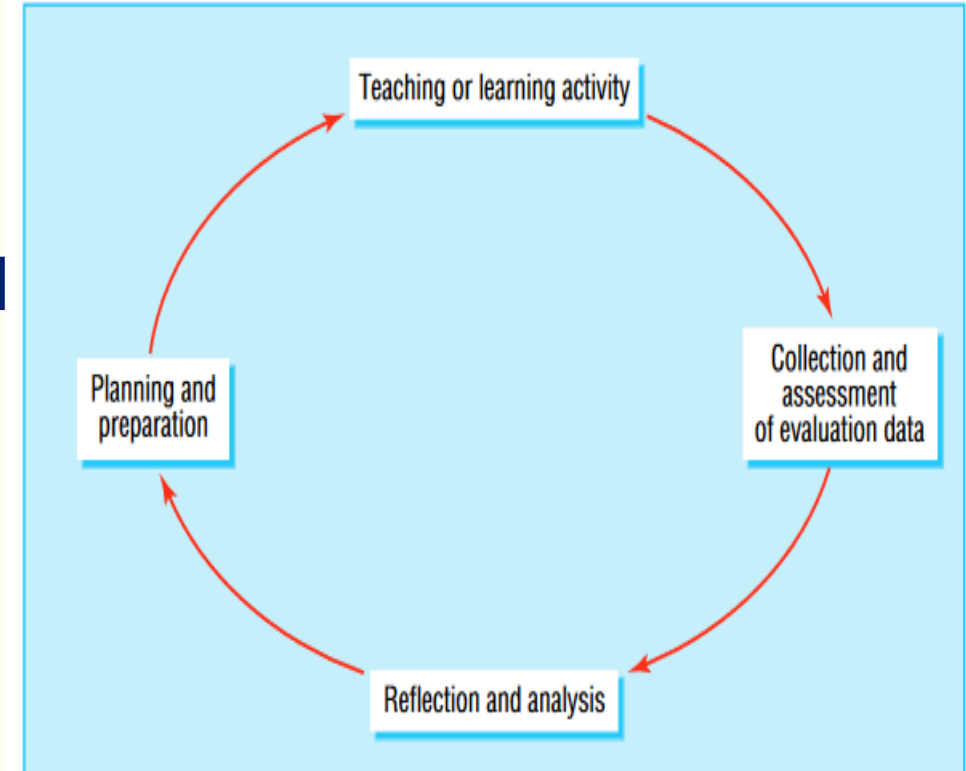 Teaching or learning activity
Collection and
assessment
of evaluation data
Reflection and analysis
Planning and
preparation